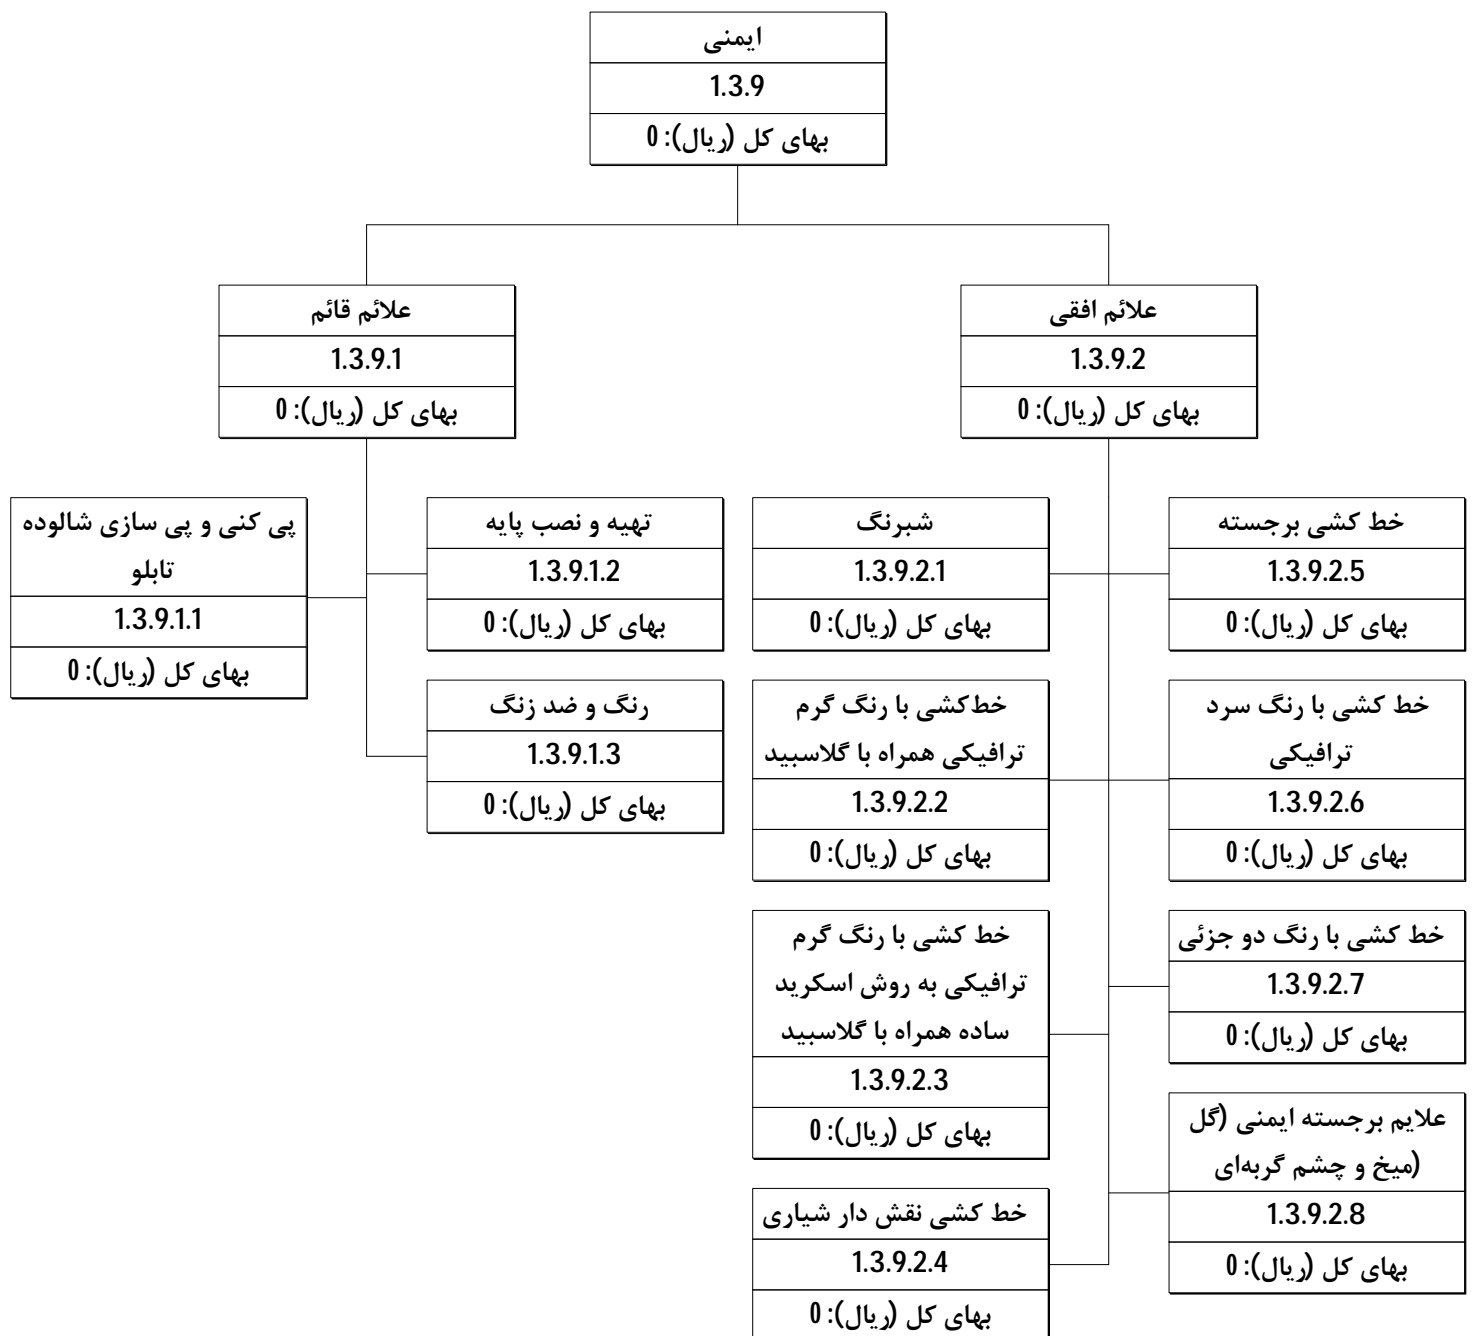 ایمنی
1.3.9
بهای کل (ریال): 0
علائم قائم
1.3.9.1
بهای کل (ریال): 0
علائم افقی
1.3.9.2
بهای کل (ریال): 0
پی کنی و پی سازی شالوده
تابلو
1.3.9.1.1
بهای کل (ریال): 0
تهیه و نصب پایه
1.3.9.1.2
بهای کل (ریال): 0
رنگ و ضد زنگ
1.3.9.1.3
بهای کل (ریال): 0
شبرنگ
1.3.9.2.1
بهای کل (ریال): 0
خط‌کشی با رنگ گرم
ترافیکی همراه با گلاسبید
1.3.9.2.2
بهای کل (ریال): 0
خط کشی با رنگ گرم
ترافیکی به روش اسکرید
ساده همراه با گلاسبید
1.3.9.2.3
بهای کل (ریال): 0
خط کشی نقش دار شیاری
1.3.9.2.4
بهای کل (ریال): 0
خط کشی برجسته
1.3.9.2.5
بهای کل (ریال): 0
خط کشی با رنگ سرد
ترافیکی
1.3.9.2.6
بهای کل (ریال): 0
خط کشی با رنگ دو جزئی
1.3.9.2.7
بهای کل (ریال): 0
علایم برجسته ایمنی (گل
میخ و چشم گربه‌ای)
1.3.9.2.8
بهای کل (ریال): 0